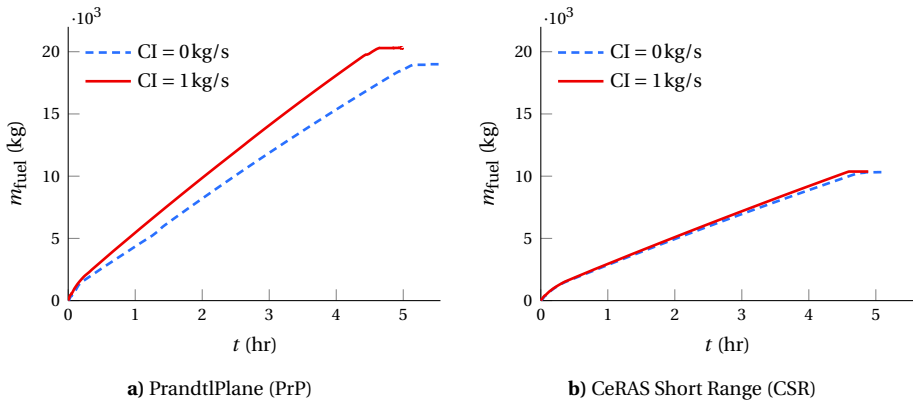 ·10³
20
15
10
5
0
m_fuel (kg)
CI = 0 kg/s
CI = 1 kg/s
0 1 2 3 4 5
t (hr)
a) PrandtlPlane (PrP)
·10³
20
15
10
5
0
m_fuel (kg)
CI = 0 kg/s
CI = 1 kg/s
0 1 2 3 4 5
t (hr)
b) CeRAS Short Range (CSR)